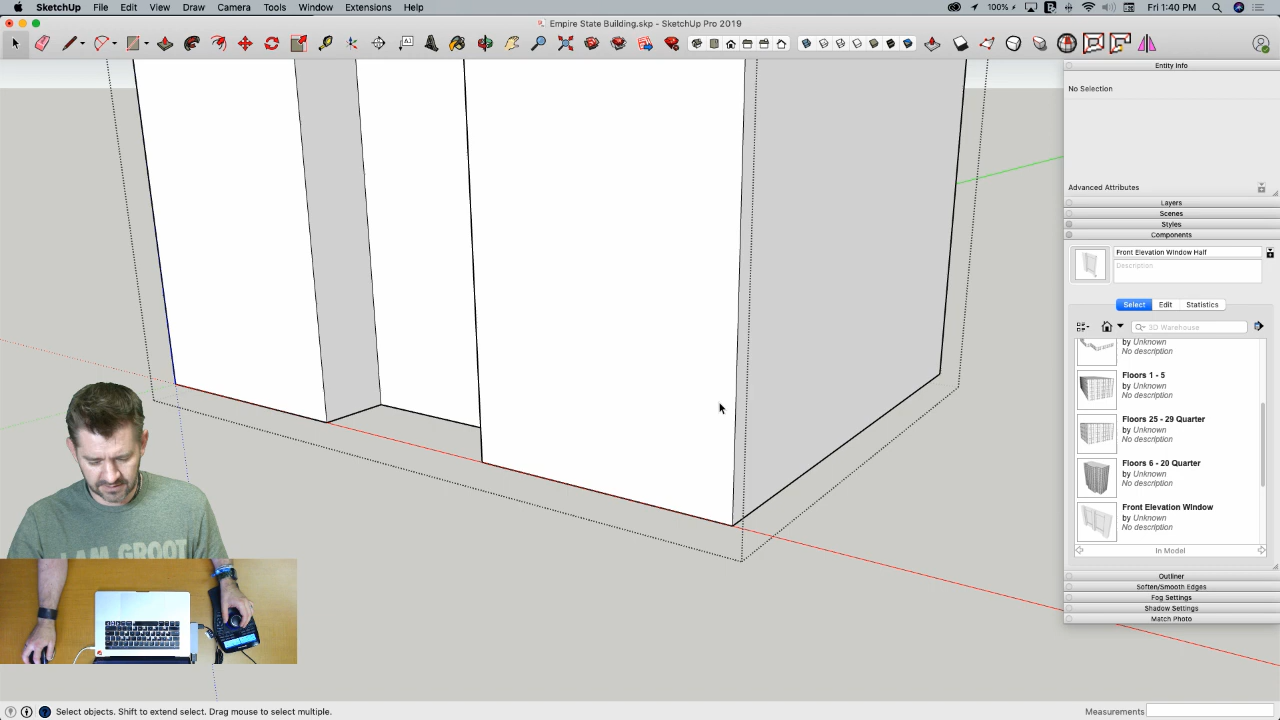 SketchUp File Edit View Draw Camera Tools Window Extensions Help
100% Fri 1:40 PM
Empire State Building.skp - SketchUp Pro 2019
Entity Info
No Selection
Advanced Attributes
Layers
Scenes
Styles
Components
Front Elevation Window Half
Description
Select Edit Statistics
3D Warehouse
by Unknown
No description
Floors 1 - 5
by Unknown
No description
Floors 25 - 29 Quarter
by Unknown
No description
Floors 6 - 20 Quarter
by Unknown
No description
Front Elevation Window
by Unknown
No description
In Model
Outliner
Soften/Smooth Edges
Fog Settings
Shadow Settings
Match Photo
I AM GROOT
Select objects. Shift to extend select. Drag mouse to select multiple.
Measurements